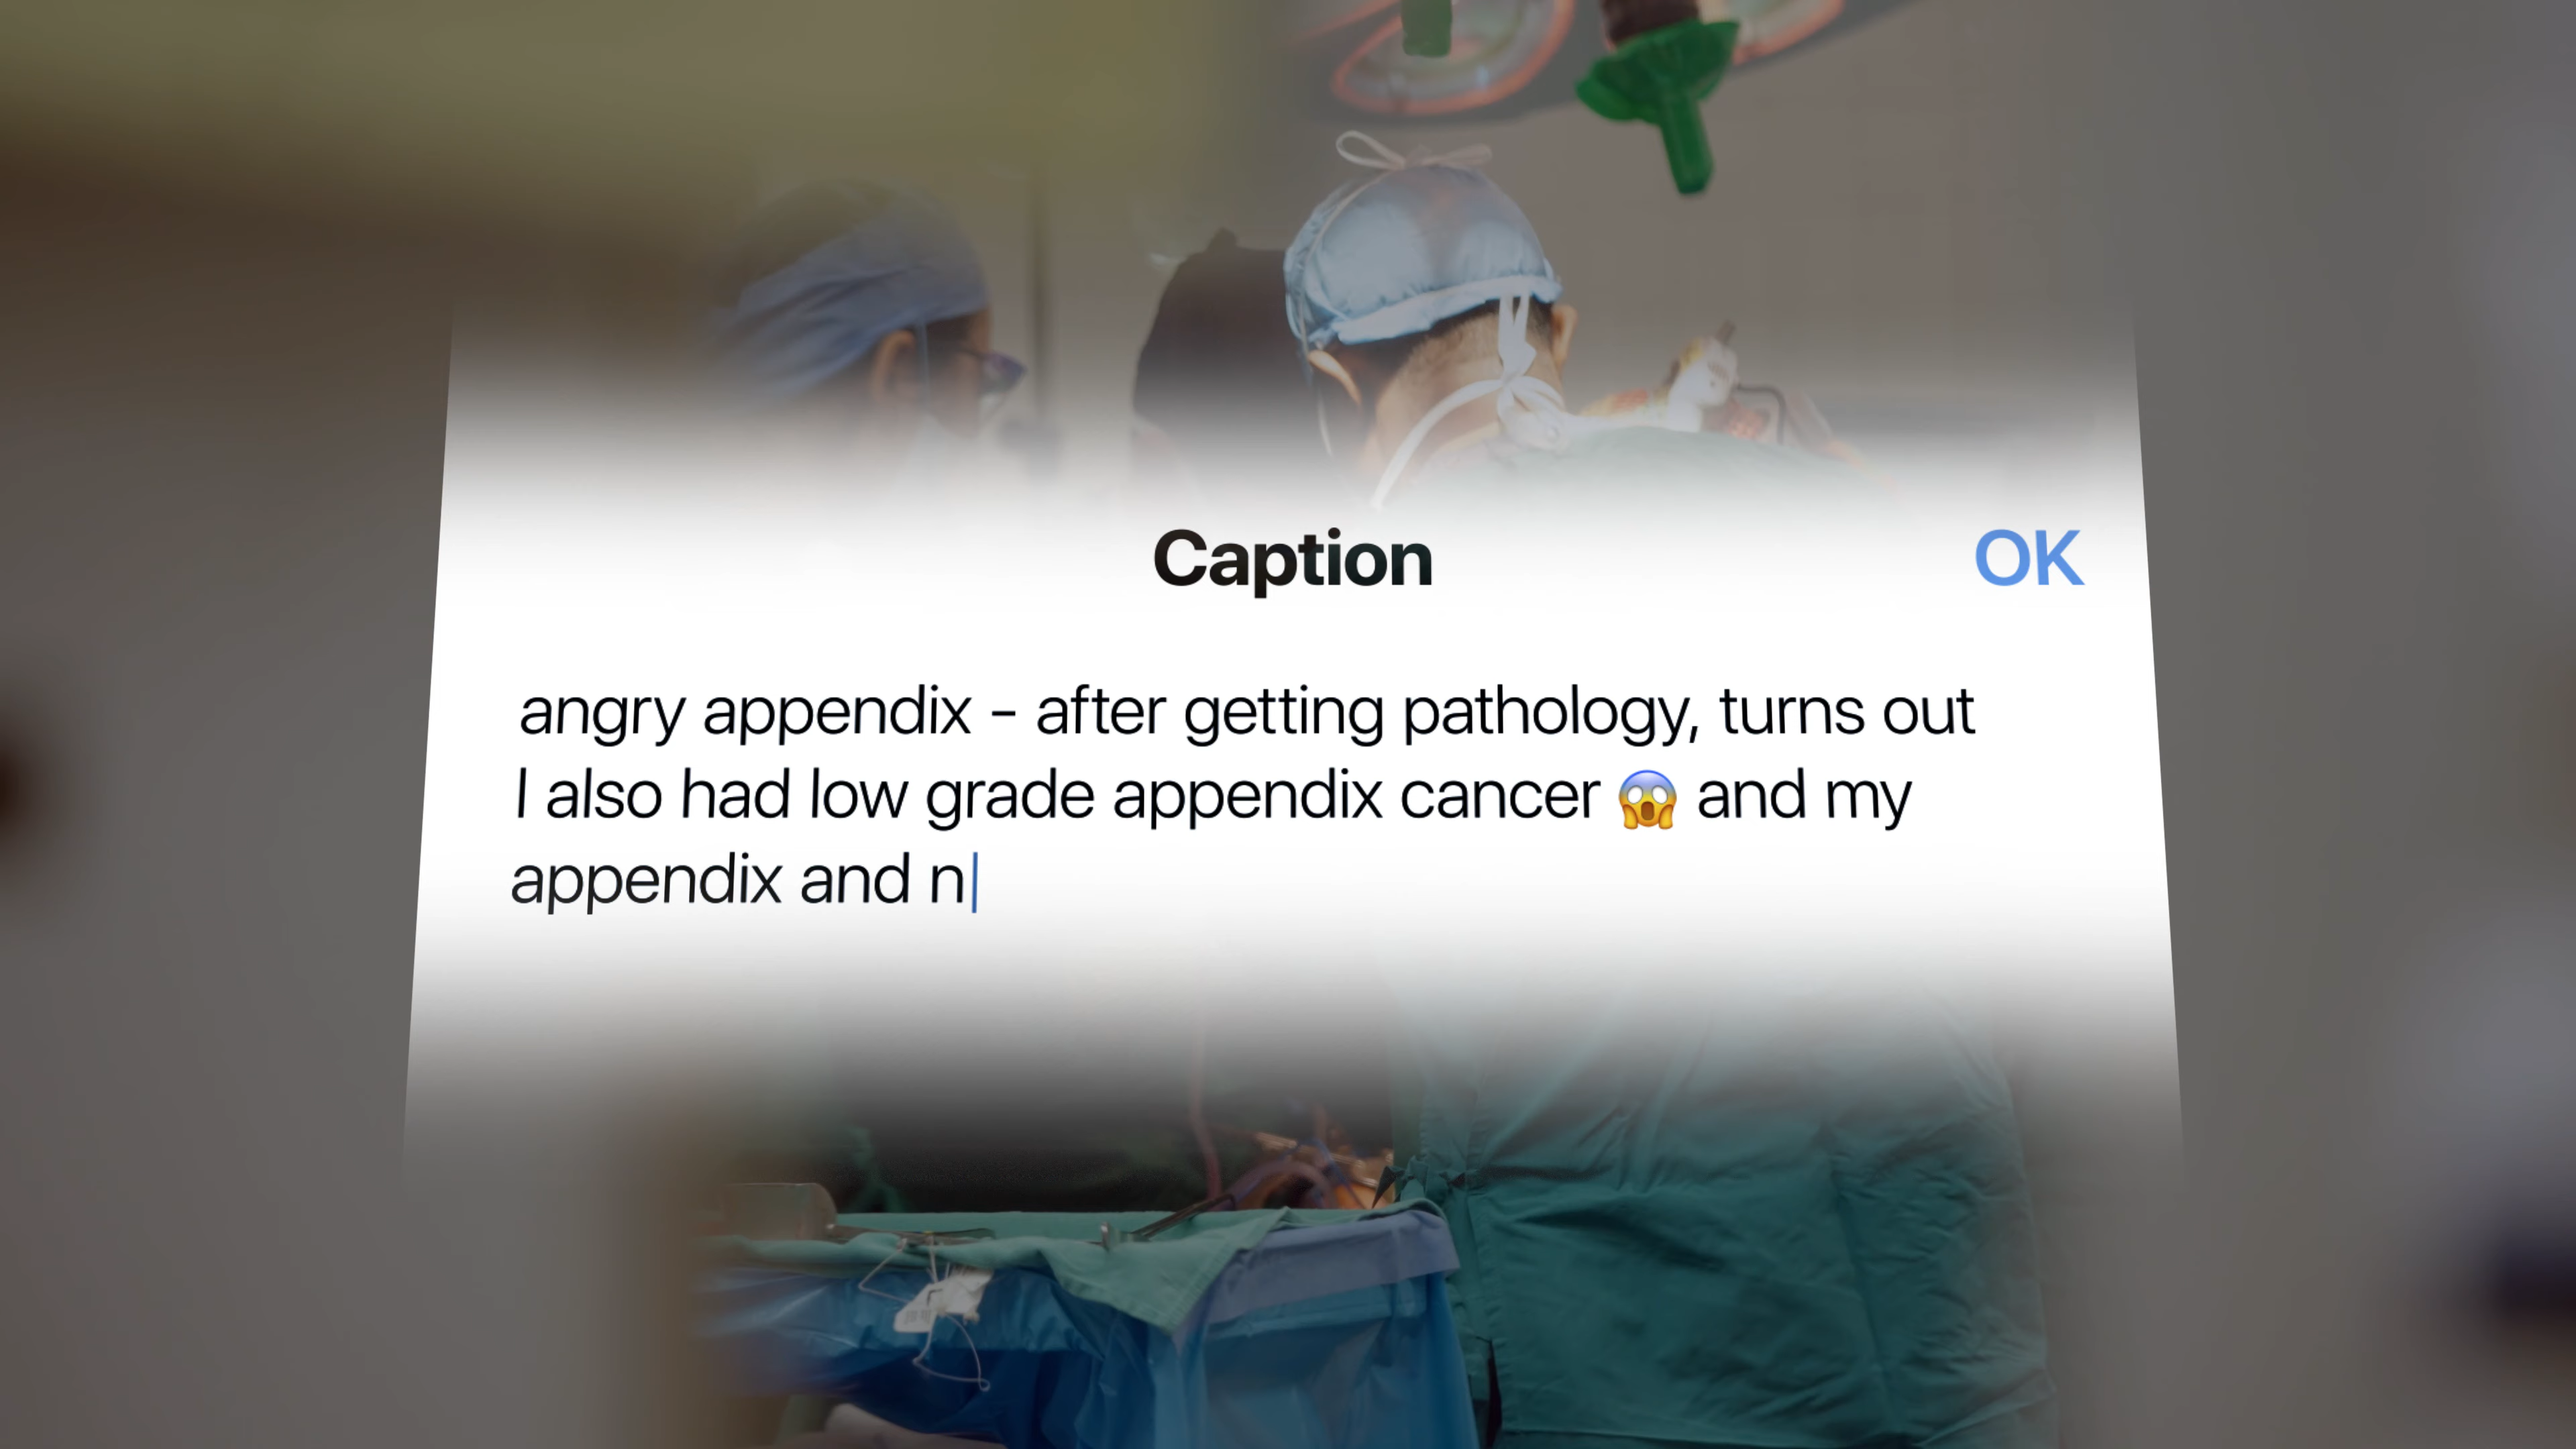 Caption
OK
angry appendix - after getting pathology, turns out
I also had low grade appendix cancer 😱 and my
appendix and n